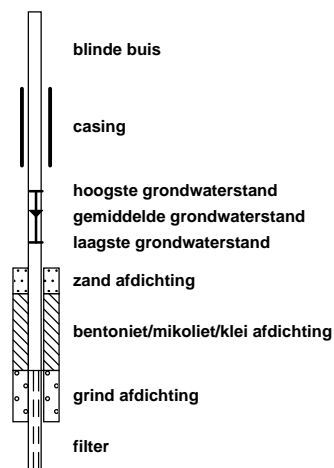 blinde buis
casing
hoogste grondwaterstand
gemiddelde grondwaterstand
laagste grondwaterstand
zand afdichting
bentoniet/mikoliet/klei afdichting
grind afdichting
filter